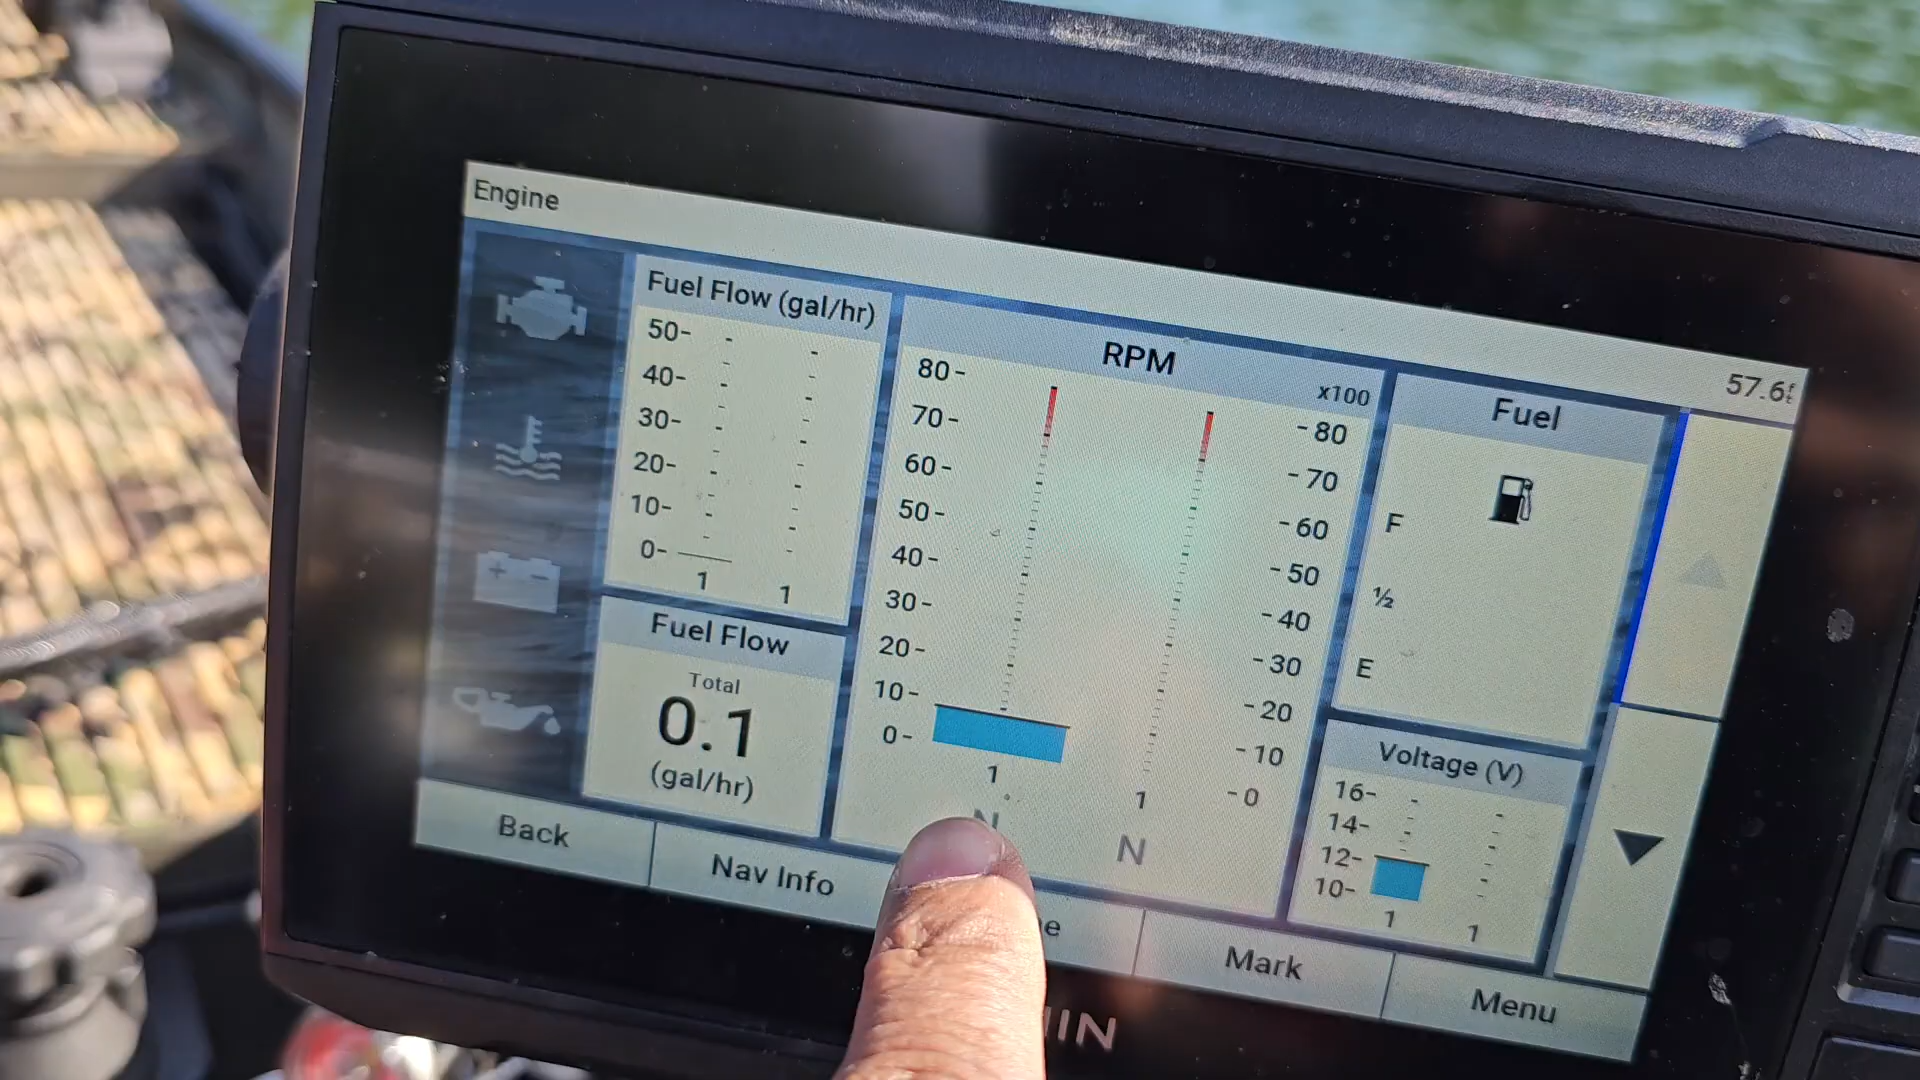 Engine
57.6 ft
Fuel Flow (gal/hr)
50-
40-
30-
20-
10-
0-
1 1
Fuel Flow
Total
0.1
(gal/hr)
RPM
x100
80-
70-
60-
50-
40-
30-
20-
10-
0-
-80
-70
-60
-50
-40
-30
-20
-10
-0
1 1
N N
Fuel
F
½
E
Voltage (V)
16-
14-
12-
10-
1 1
Back
Nav Info
Mark
Menu